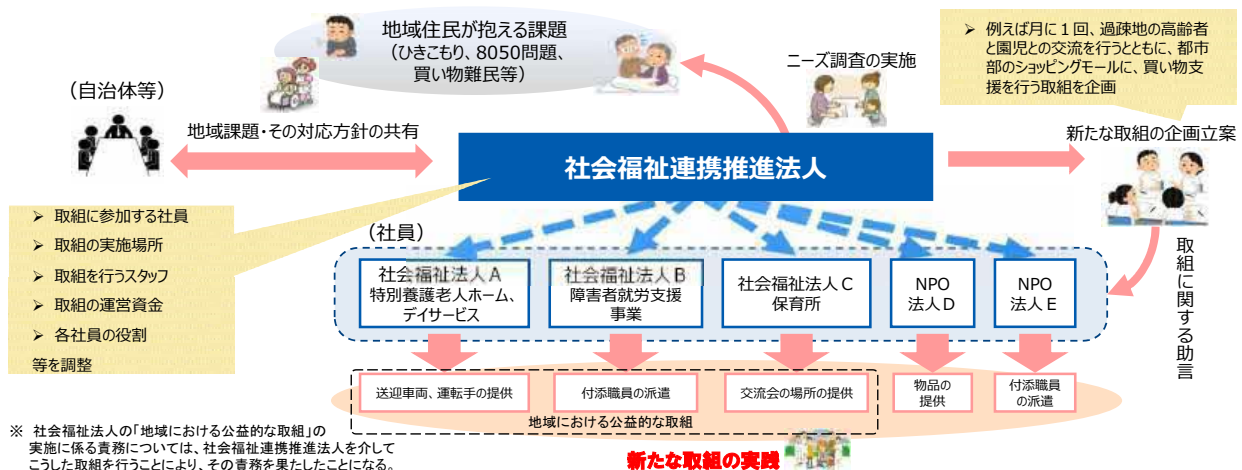 地域住民が抱える課題
（ひきこもり、8050問題、
買い物難民等）
ニーズ調査の実施
➢ 例えば月に１回、過疎地の高齢者
と園児との交流を行うとともに、都市
部のショッピングモールに、買い物支
援を行う取組を企画
（自治体等）
地域課題・その対応方針の共有
社会福祉連携推進法人
新たな取組の企画立案
➢ 取組に参加する社員
➢ 取組の実施場所
➢ 取組を行うスタッフ
➢ 取組の運営資金
➢ 各社員の役割
等を調整
（社員）
社会福祉法人Ａ
特別養護老人ホーム、
デイサービス
社会福祉法人Ｂ
障害者就労支援
事業
社会福祉法人Ｃ
保育所
NPO
法人Ｄ
NPO
法人Ｅ
取組に関する助言
送迎車両、運転手の提供
付添職員の派遣
交流会の場所の提供
物品の
提供
付添職員
の派遣
地域における公益的な取組
新たな取組の実践
※ 社会福祉法人の「地域における公益的な取組」の
実施に係る責務については、社会福祉連携推進法人を介して
こうした取組を行うことにより、その責務を果たしたことになる。